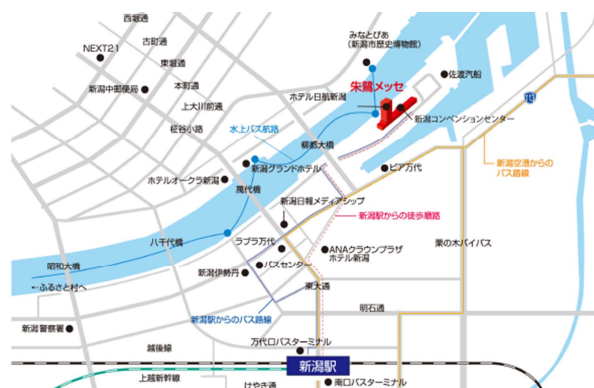 西堀通
みなとぴあ
(新潟市歴史博物館)
古町通
NEXT21
東堀通
佐渡汽船
新潟中郵便局
本町通
朱鷺メッセ
ホテル日航新潟
113
上大川前通
新潟コンベンションセンター
柾谷小路
水上バス航路
柳都大橋
新潟グランドホテル
ピア万代
新潟空港からの
バス路線
ホテルオークラ新潟
萬代橋
新潟日報メディアシップ
新潟駅からの徒歩順路
八千代橋
ラブラ万代
ANAクラウンプラザ
ホテル新潟
栗の木バイパス
昭和大橋
新潟伊勢丹
バスセンター
←ふるさと村へ
東大通
明石通
新潟駅からのバス路線
新潟警察署
越後線
万代口バスターミナル
新潟駅
上越新幹線
けやき通
南口バスターミナル